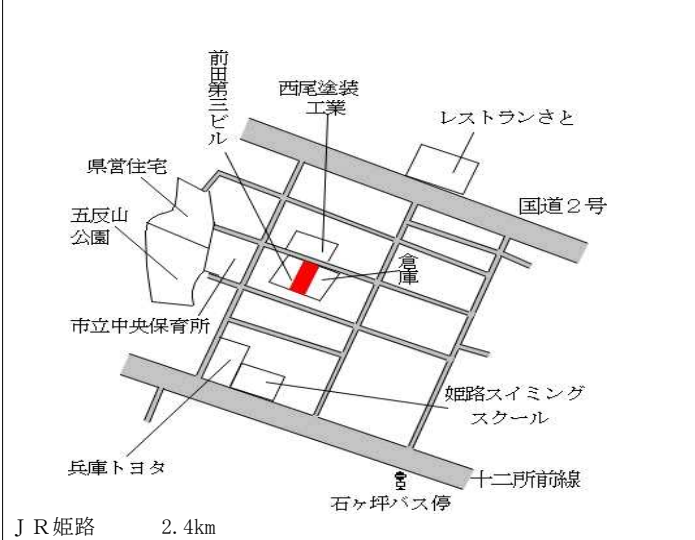 前田第三ビル
西尾塗装
工業
レストランさと
県営住宅
国道２号
五反山
公園
倉庫
市立中央保育所
姫路スイミング
スクール
兵庫トヨタ
十二所前線
石ヶ坪バス停
ＪＲ姫路　2.4km